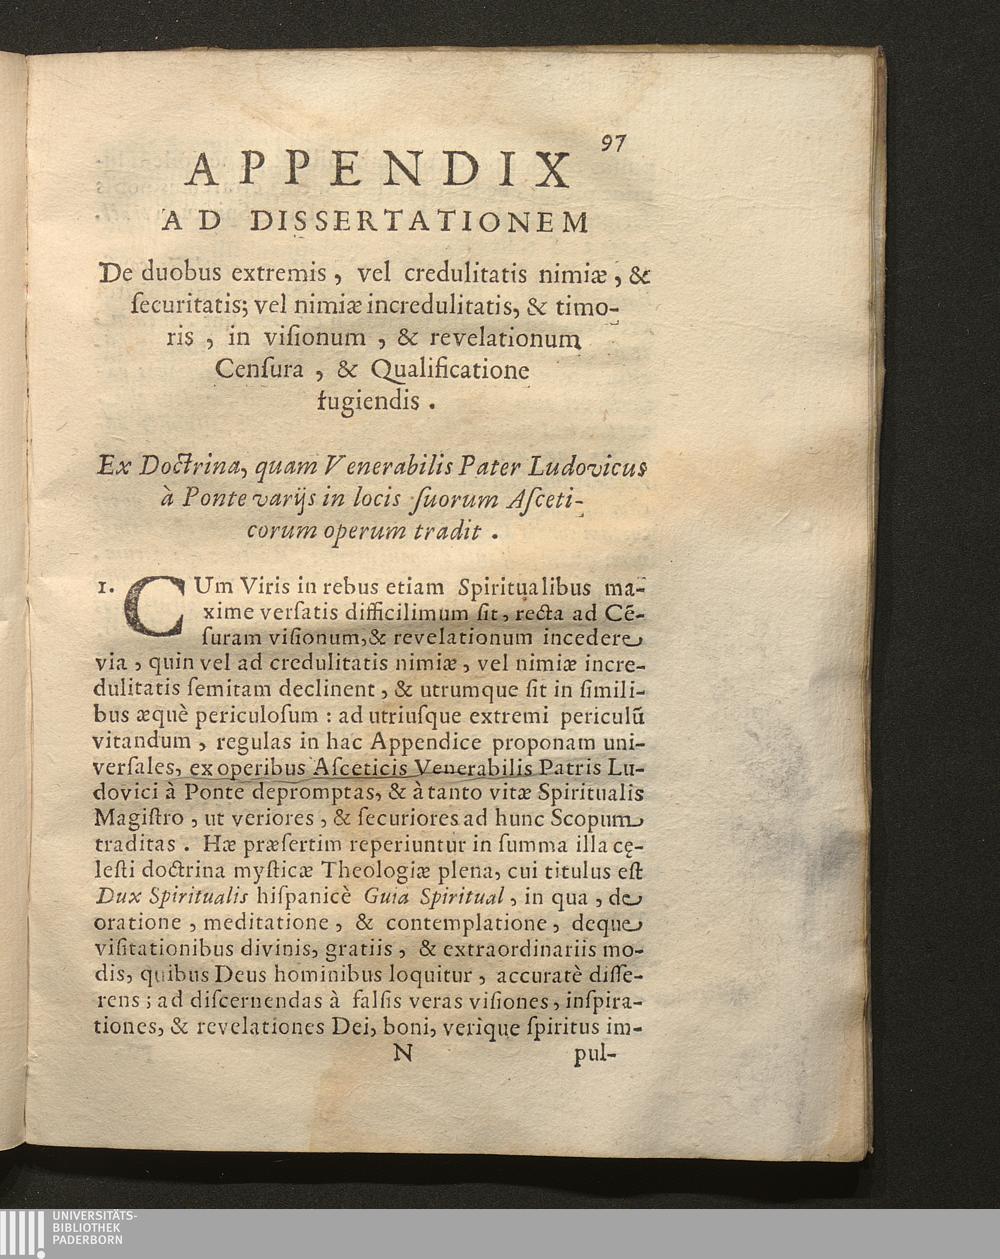 97
APPENDIX
AD DISSERTATIONEM
De duobus extremis, vel credulitatis nimiæ, &
ſecuritatis; vel nimiæ incredulitatis, & timo-
ris, in viſionum, & revelationum
Cenſura, & Qualificatione
fugiendis.
Ex Doctrina, quam Venerabilis Pater Ludovicus
à Ponte varijs in locis ſuorum Aſceti-
corum operum tradit.
1. CUm Viris in rebus etiam Spiritualibus ma-
xime verſatis difficilimum ſit, recta ad Cẽ-
ſuram viſionum, & revelationum incedere
via, quin vel ad credulitatis nimiæ, vel nimiæ incre-
dulitatis ſemitam declinent, & utrumque ſit in ſimili-
bus æquè periculoſum: ad utriuſque extremi periculũ
vitandum, regulas in hac Appendice proponam uni-
verſales, ex operibus Aſceticis Venerabilis Patris Lu-
dovici à Ponte depromptas, & à tanto vitæ Spiritualis
Magiſtro, ut veriores, & ſecuriores ad hunc Scopum
traditas. Hæ præſertim reperiuntur in ſumma illa cę-
leſti doctrina myſticæ Theologiæ plena, cui titulus eſt
Dux Spiritualis hiſpanicè Guia Spiritual, in qua, de
oratione, meditatione, & contemplatione, deque
viſitationibus divinis, gratiis, & extraordinariis mo-
dis, quibus Deus hominibus loquitur, accuratè diſſe-
rens; ad diſcernendas à falſis veras viſiones, inſpira-
tiones, & revelationes Dei, boni, verique ſpiritus im-
N pul-
UNIVERSITÄTS-
BIBLIOTHEK
PADERBORN